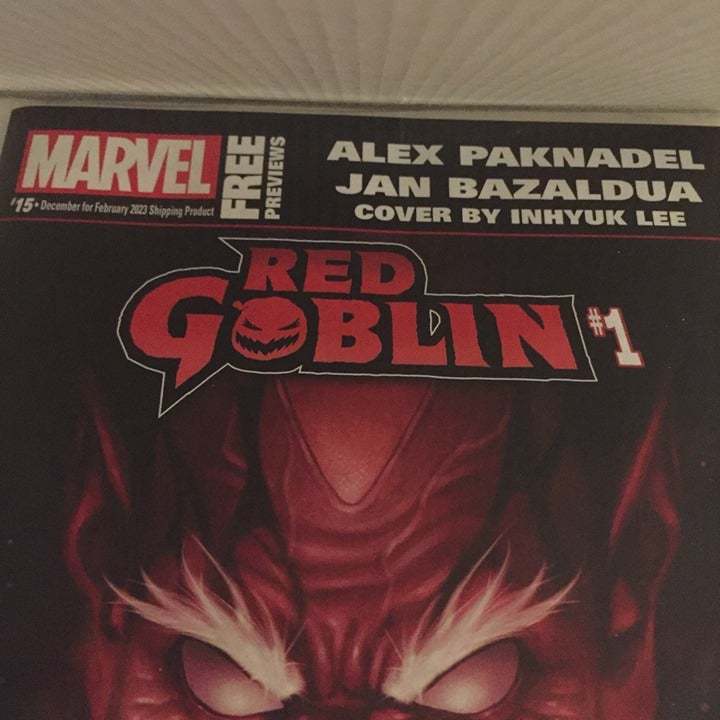 MARVEL
FREE
PREVIEWS
#15 • December for February 2023 Shipping Product
ALEX PAKNADEL
JAN BAZALDUA
COVER BY INHYUK LEE
RED
GOBLIN #1